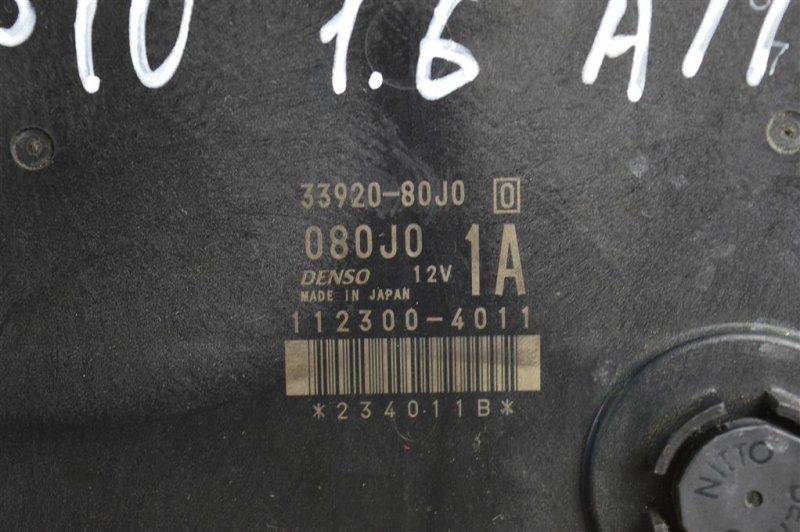 1.6
33920-80J0 0
080J0 1A
DENSO 12V
MADE IN JAPAN
112300-4011
*234011B*
NITTO